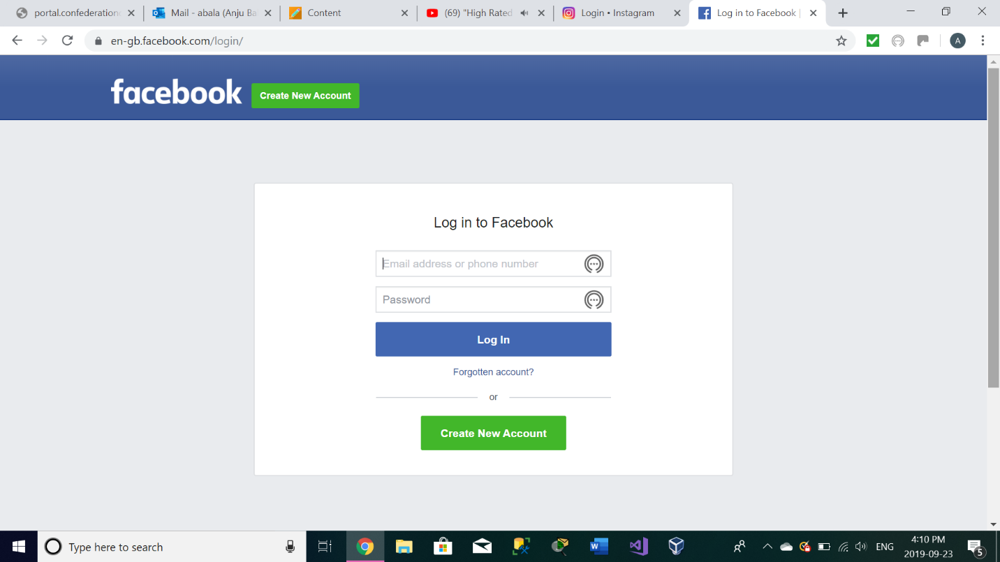 portal.confederation
Mail - abala (Anju Ba
Content
(69) "High Rated
Login • Instagram
Log in to Facebook |
en-gb.facebook.com/login/
A
facebook
Create New Account
Log in to Facebook
Email address or phone number
Password
Log In
Forgotten account?
or
Create New Account
Type here to search
ENG
4:10 PM
2019-09-23
5